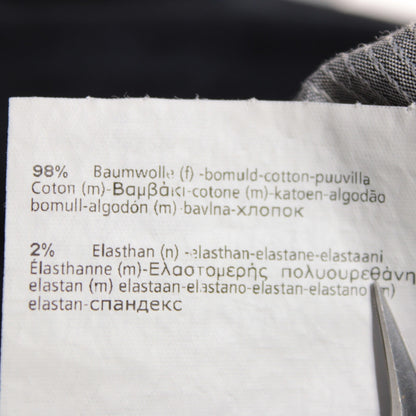 98% Baumwolle (f) -bomuld-cotton-puuvilla
Coton (m)-Βαμβάκι-cotone (m)-katoen-algodão
bomull-algodón (m) bavlna-хлопок
2% Elasthan (n) -elasthan-elastane-elastaani
Élasthanne (m)-Ελαστομερής πολυουρεθάνη
elastan (m) elastaan-elastano-elastan-elastano (m)
elastan-спандекс